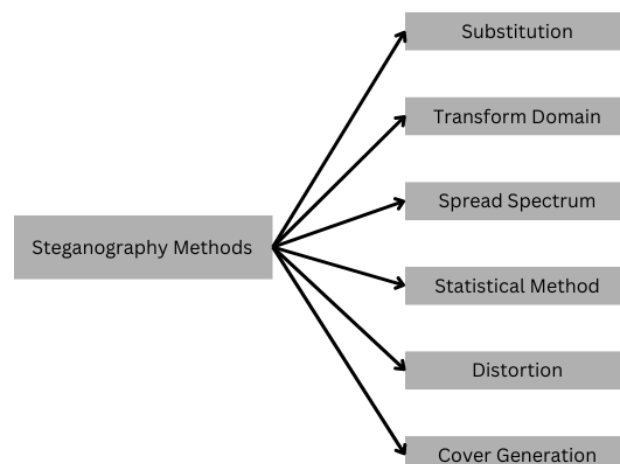 Substitution
Transform Domain
Spread Spectrum
Steganography Methods
Statistical Method
Distortion
Cover Generation